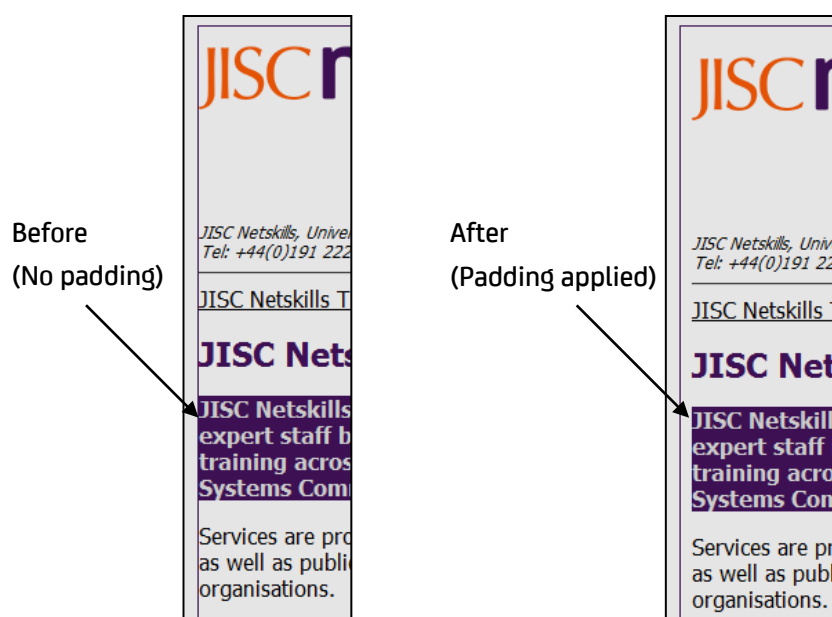 JISC
Before
(No padding)
JISC Netskills, Univer
Tel: +44(0)191 222
JISC Netskills T
JISC Nets
JISC Netskills
expert staff b
training acros
Systems Com
Services are pro
as well as public
organisations.
JISC
After
(Padding applied)
JISC Netskills, Univ
Tel: +44(0)191 22
JISC Netskills
JISC Net
JISC Netskill
expert staff
training acro
Systems Con
Services are pr
as well as publ
organisations.